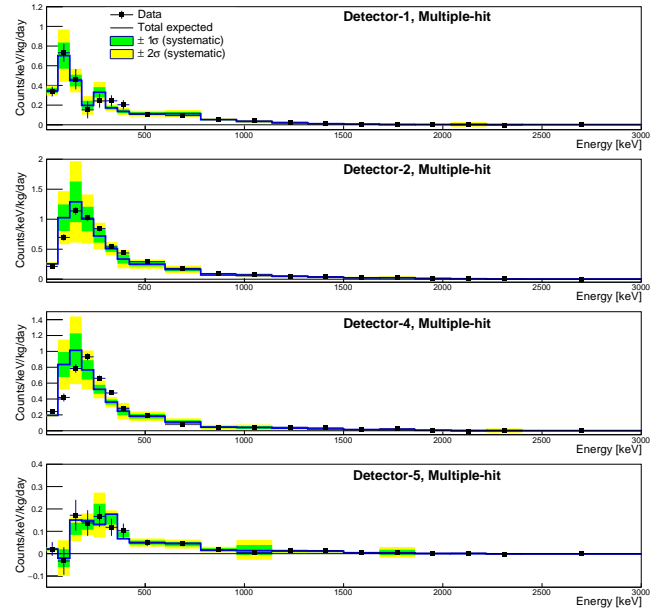 Detector-1, Multiple-hit
Data
Total expected
± 1σ (systematic)
± 2σ (systematic)
Counts/keV/kg/day
1.2
1
0.8
0.6
0.4
0.2
0
500 1000 1500 2000 2500 3000
Energy [keV]
Detector-2, Multiple-hit
Counts/keV/kg/day
2
1.5
1
0.5
0
500 1000 1500 2000 2500 3000
Energy [keV]
Detector-4, Multiple-hit
Counts/keV/kg/day
1.4
1.2
1
0.8
0.6
0.4
0.2
0
500 1000 1500 2000 2500 3000
Energy [keV]
Detector-5, Multiple-hit
Counts/keV/kg/day
0.4
0.3
0.2
0.1
0
−0.1
500 1000 1500 2000 2500 3000
Energy [keV]